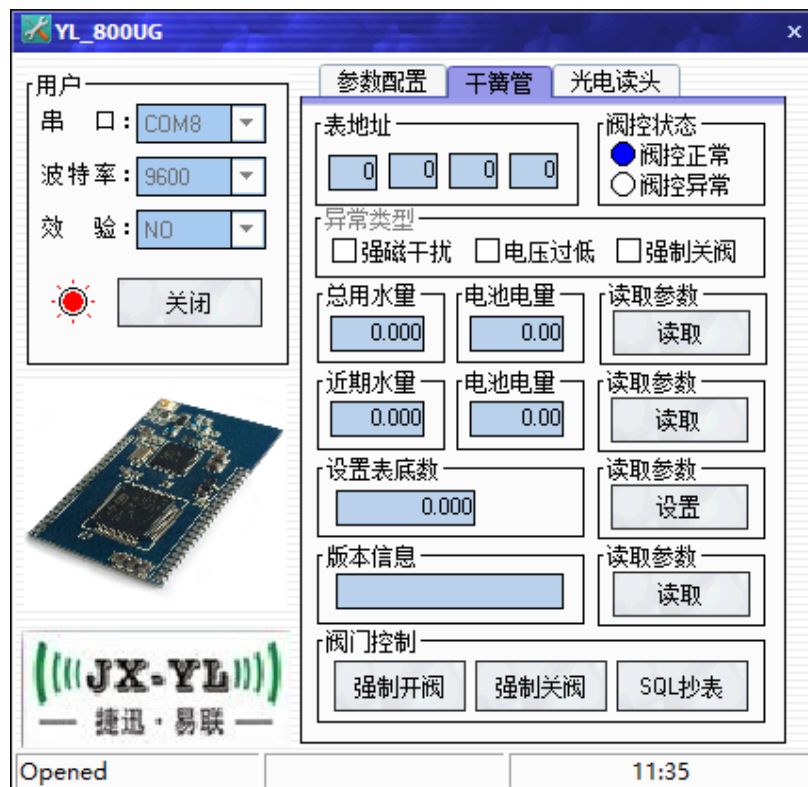 YL_800UG
用户
串 口: COM8
波特率: 9600
效 验: NO
关闭
JX-YL
捷迅·易联
参数配置 干簧管 光电读头
表地址
0 0 0 0
阀控状态
阀控正常
阀控异常
异常类型
强磁干扰 电压过低 强制关阀
总用水量 电池电量 读取参数
0.000 0.00 读取
近期水量 电池电量 读取参数
0.000 0.00 读取
设置表底数 读取参数
0.000 设置
版本信息 读取参数
读取
阀门控制
强制开阀 强制关阀 SQL抄表
Opened 11:35